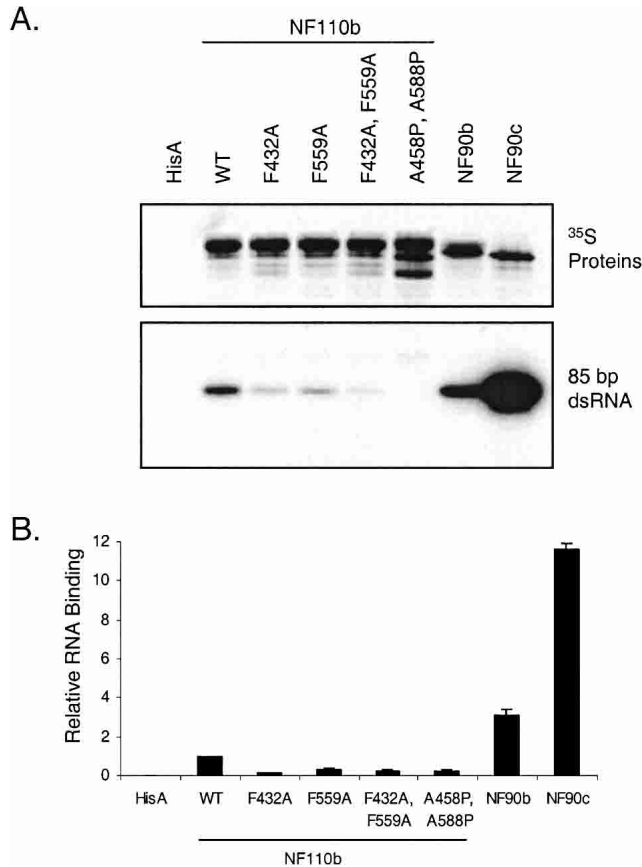 A.
NF110b
HisA
WT
F432A
F559A
F432A, F559A
A458P, A588P
NF90b
NF90c
35S
Proteins
85 bp
dsRNA
B.
Relative RNA Binding
12
10
8
6
4
2
0
HisA
WT
F432A
F559A
F432A,
F559A
A458P,
A588P
NF90b
NF90c
NF110b